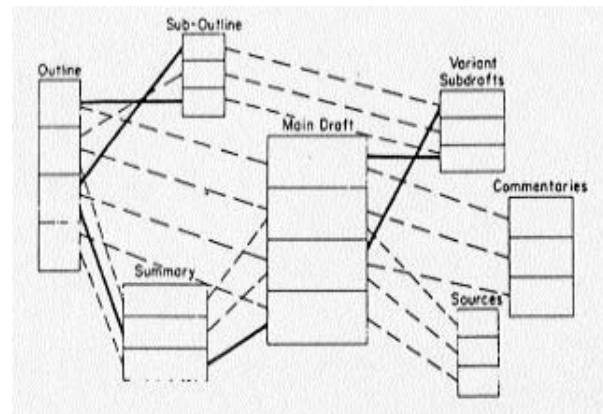 Sub-Outline
Outline
Variant
Subdrafts
Main Draft
Commentaries
Summary
Sources